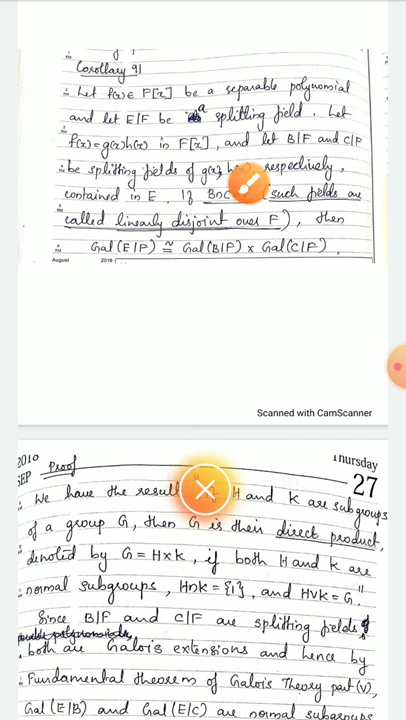 Corollary 91
Let f(x) ∈ F[x] be a separable polynomial
and let E|F be a splitting field. Let
f(x)=g(x)h(x) in F[x], and let B|F and C|F
be splitting fields of g(x), respectively,
contained in E. If B∩C (such fields are
called linearly disjoint over F), then
Gal(E|F) ≅ Gal(B|F) x Gal(C|F).
August 2018
Scanned with CamScanner
2018 Thursday
SEP Proof 27
We have the result H and K are subgroups
of a group G, then G is their direct product,
denoted by G = H×K, if both H and K are
normal subgroups, H∩K = {1}, and H∨K = G."
Since B|F and C|F are splitting fields of
both are Galois extensions and hence by
Fundamental theorem of Galois Theory part (V),
Gal(E|B) and Gal(E|C) are normal subgroups